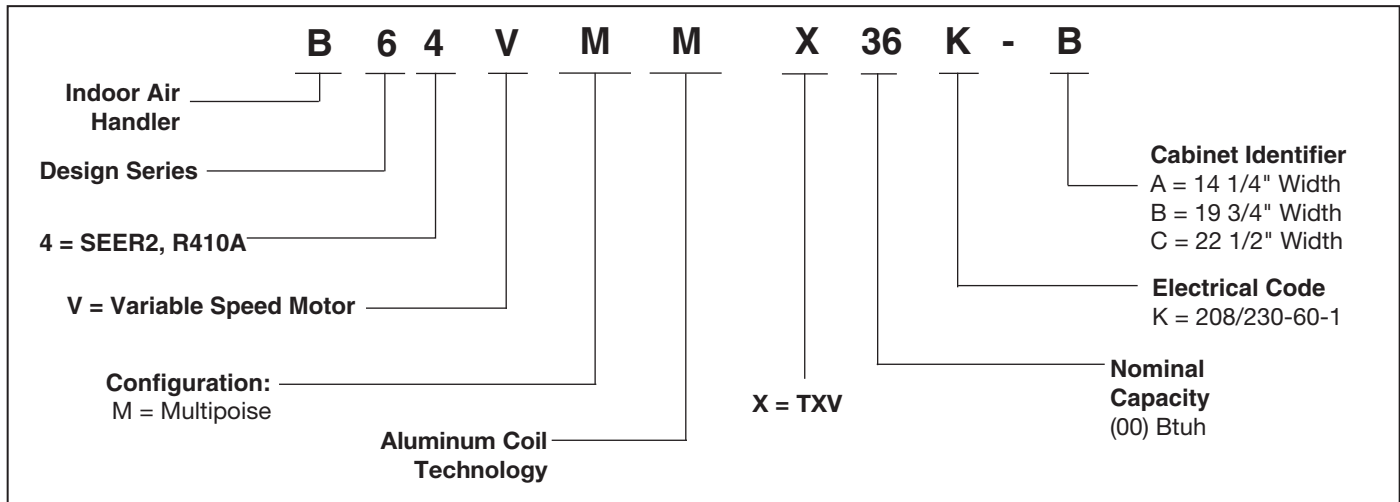 B 6 4 V M M X 36 K - B
Indoor Air
Handler
Design Series
4 = SEER2, R410A
V = Variable Speed Motor
Configuration:
M = Multipoise
Aluminum Coil
Technology
X = TXV
Cabinet Identifier
A = 14 1/4" Width
B = 19 3/4" Width
C = 22 1/2" Width
Electrical Code
K = 208/230-60-1
Nominal
Capacity
(00) Btuh